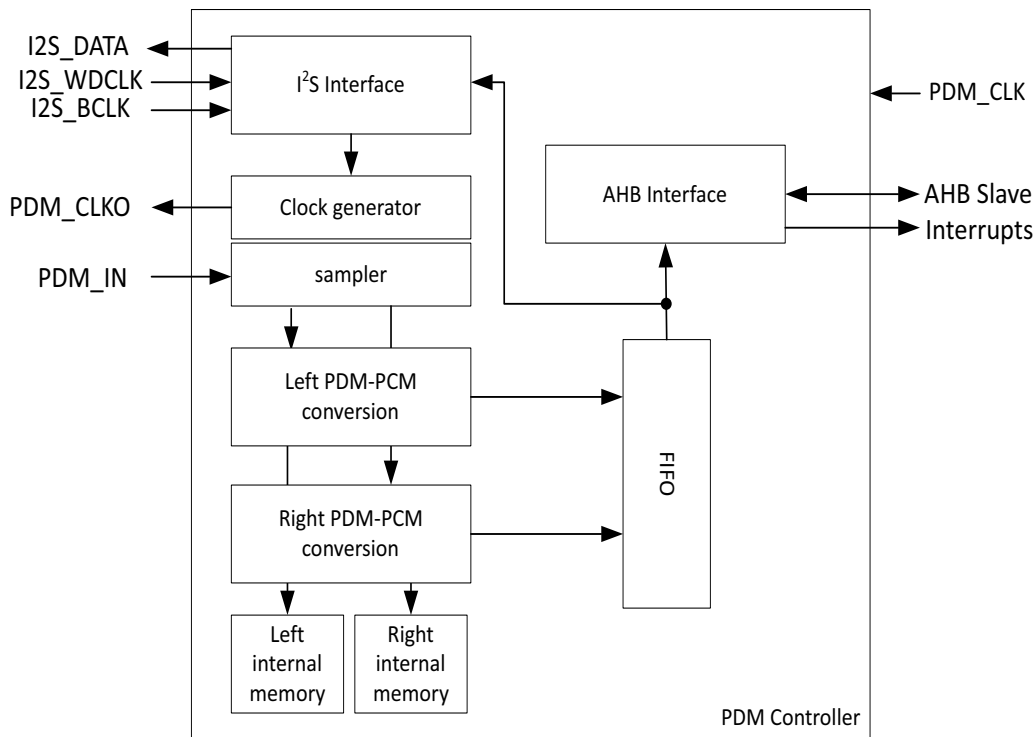 I2S_DATA
I2S_WDCLK
I2S_BCLK
I²S Interface
PDM_CLK
PDM_CLKO
Clock generator
AHB Interface
AHB Slave
Interrupts
PDM_IN
sampler
Left PDM-PCM
conversion
FIFO
Right PDM-PCM
conversion
Left
internal
memory
Right
internal
memory
PDM Controller